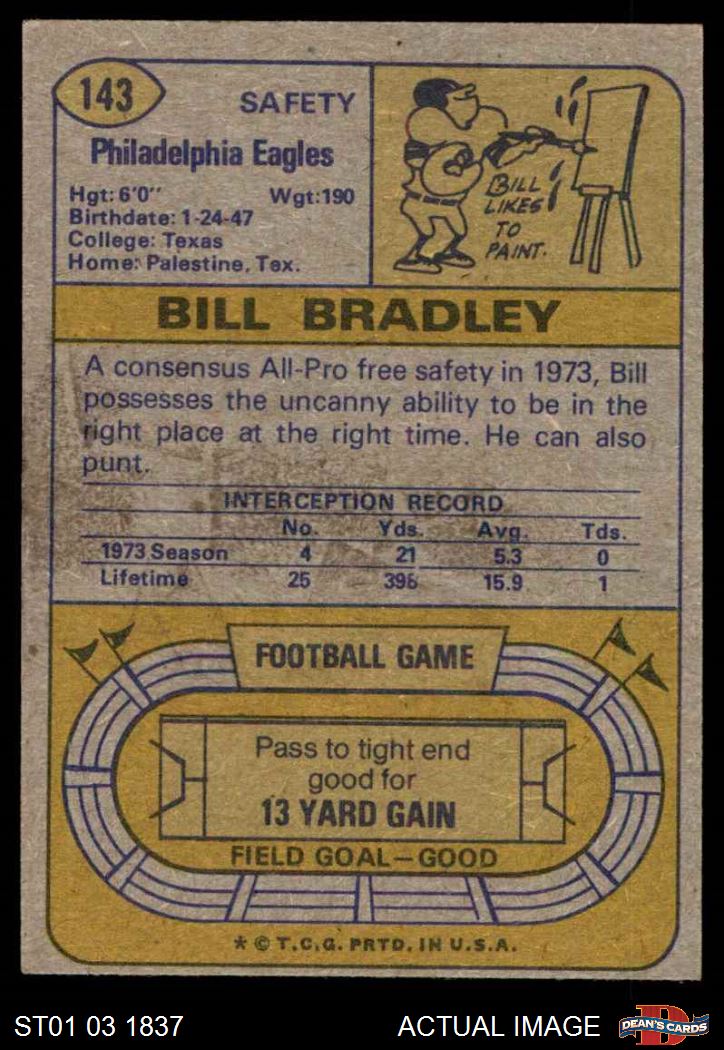 143
SAFETY
Philadelphia Eagles
Hgt: 6'0" Wgt:190
Birthdate: 1-24-47
College: Texas
Home: Palestine, Tex.
BILL
LIKES
TO
PAINT.
BILL BRADLEY
A consensus All-Pro free safety in 1973, Bill
possesses the uncanny ability to be in the
right place at the right time. He can also
punt.
INTERCEPTION RECORD
No. Yds. Avg. Tds.
1973 Season 4 21 5.3 0
Lifetime 25 398 15.9 1
FOOTBALL GAME
Pass to tight end
good for
13 YARD GAIN
FIELD GOAL—GOOD
* © T.C.G. PRTD. IN U.S.A.
ST01 03 1837 ACTUAL IMAGE
D
DEAN'S CARDS